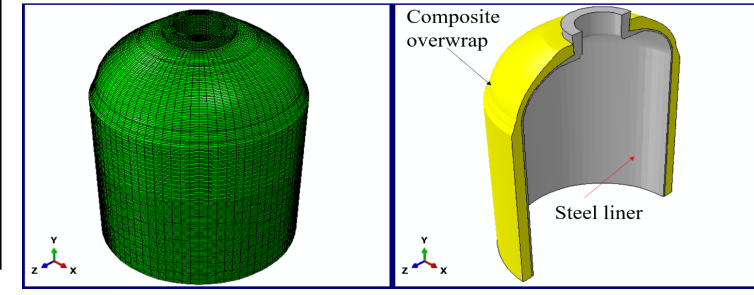 Composite
overwrap
Steel liner
Y
Z
X
Y
Z
X